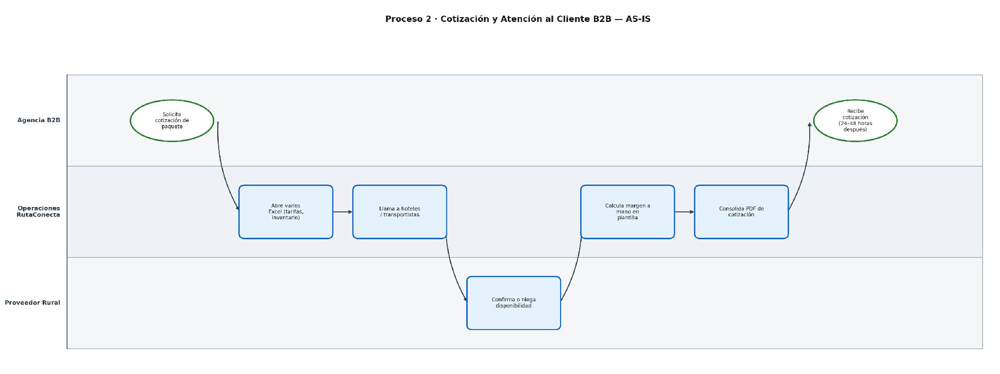 Proceso 2 · Cotización y Atención al Cliente B2B — AS-IS
Agencia B2B
Solicita
cotización de
paquete
Recibe
cotización
(24–48 horas
después)
Operaciones
RutaConecta
Abre varios
Excel (tarifas,
inventario)
Llama a hoteles
/ transportistas
Calcula margen a
mano en
plantilla
Consolida PDF de
cotización
Proveedor Rural
Confirma o niega
disponibilidad